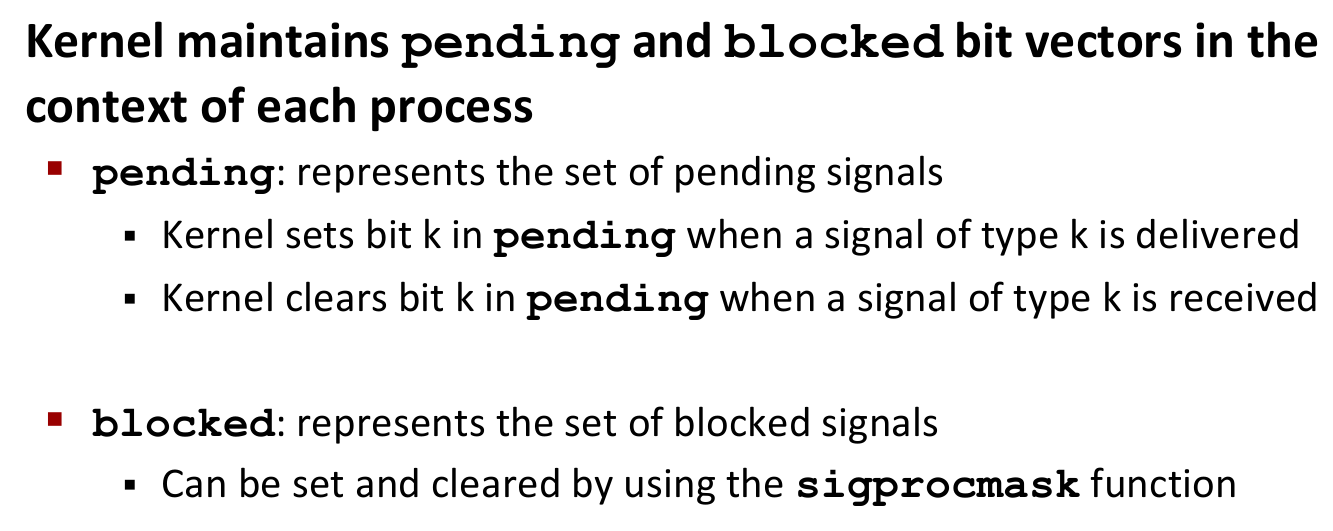 Kernel maintains pending and blocked bit vectors in the
context of each process
▪ pending: represents the set of pending signals
▪ Kernel sets bit k in pending when a signal of type k is delivered
▪ Kernel clears bit k in pending when a signal of type k is received
▪ blocked: represents the set of blocked signals
▪ Can be set and cleared by using the sigprocmask function